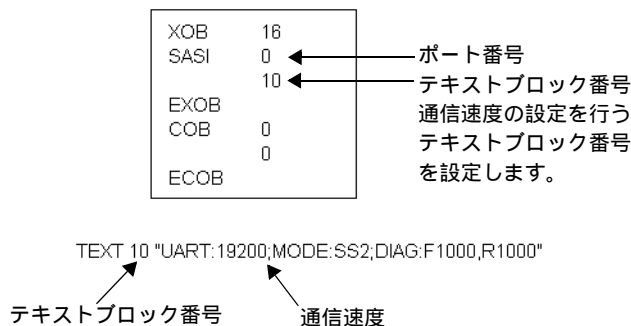 XOB 16
SASI 0
10
EXOB
COB 0
0
ECOB
ポート番号
テキストブロック番号
通信速度の設定を行う
テキストブロック番号
を設定します。
TEXT 10 "UART:19200;MODE:SS2;DIAG:F1000,R1000"
テキストブロック番号
通信速度